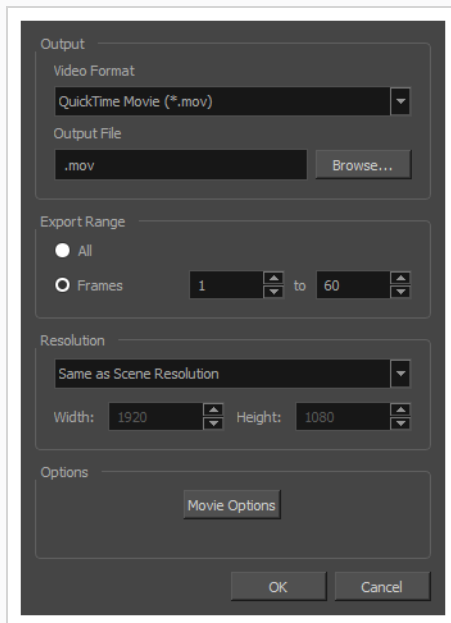 Output
Video Format
QuickTime Movie (*.mov)
Output File
.mov Browse...
Export Range
All
Frames 1 to 60
Resolution
Same as Scene Resolution
Width: 1920 Height: 1080
Options
Movie Options
OK Cancel